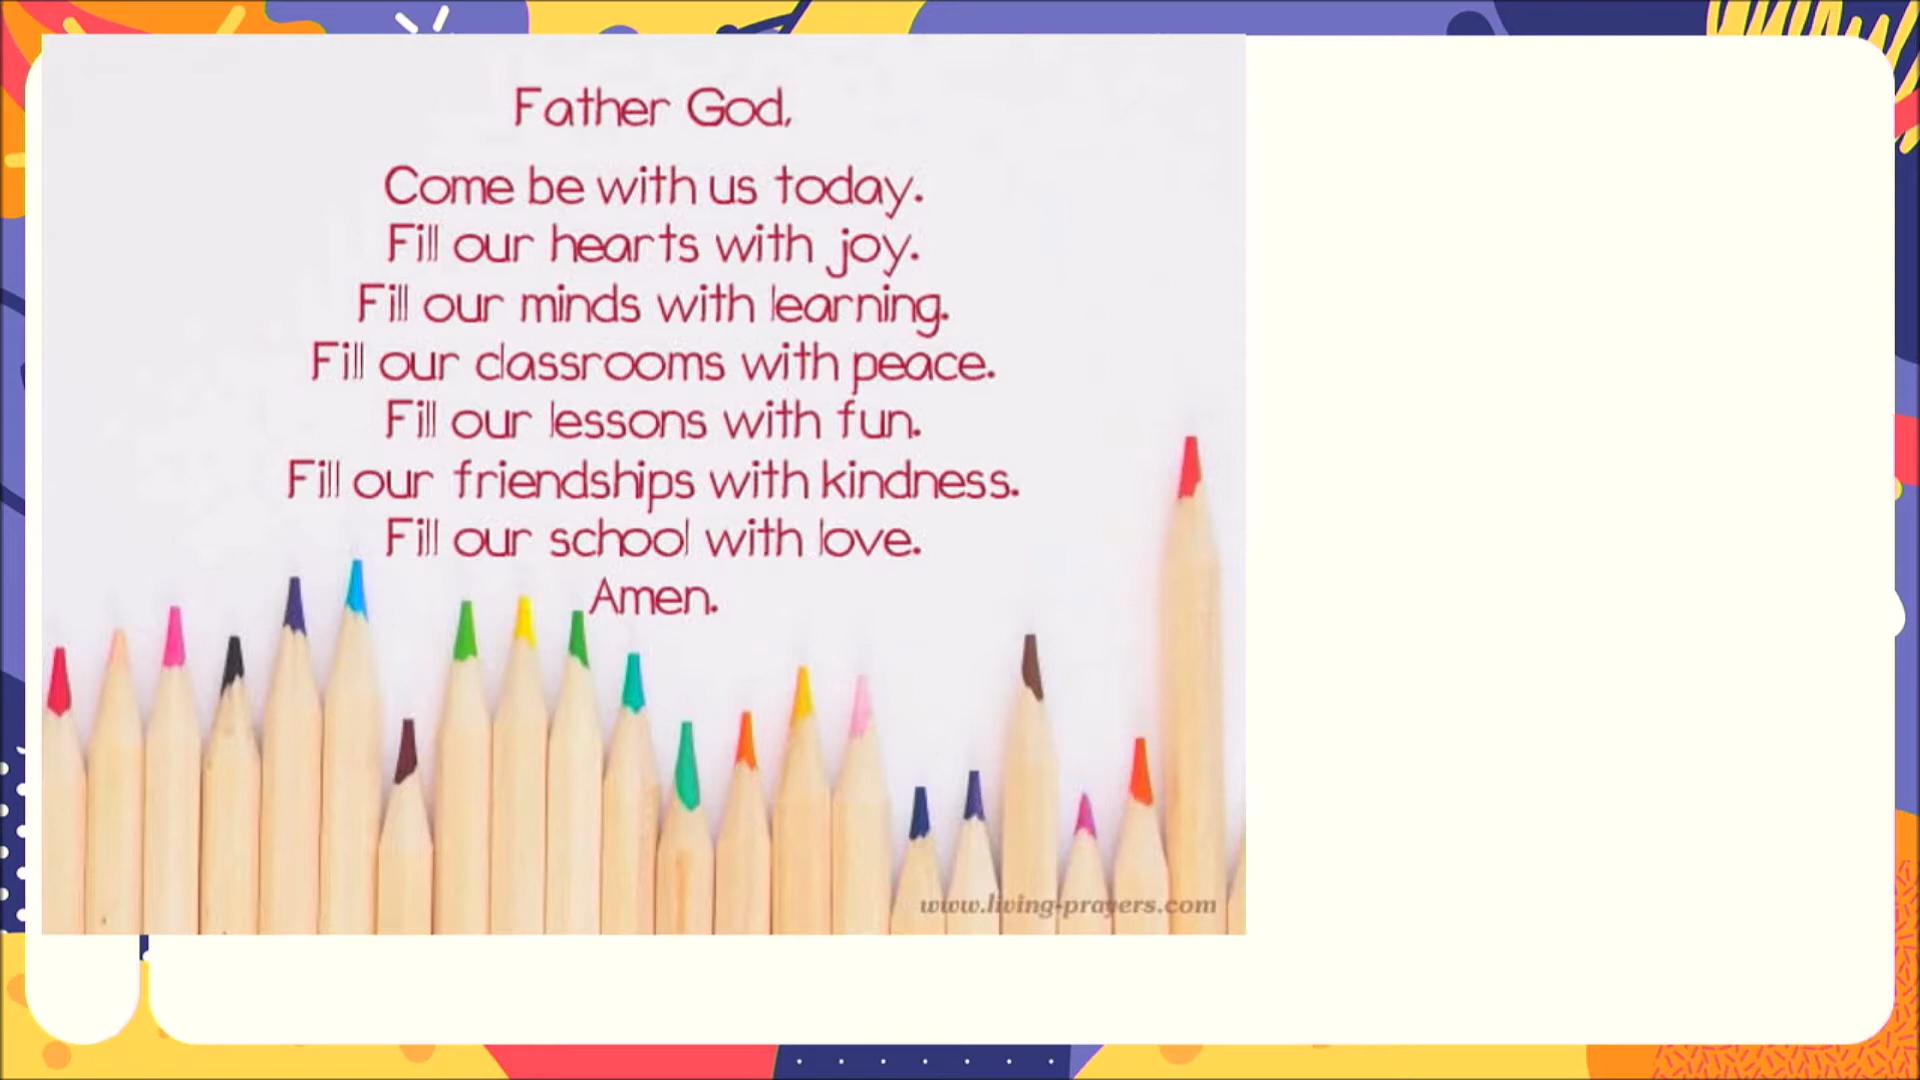 Father God,
Come be with us today.
Fill our hearts with joy.
Fill our minds with learning.
Fill our classrooms with peace.
Fill our lessons with fun.
Fill our friendships with kindness.
Fill our school with love.
Amen.
www.living-prayers.com